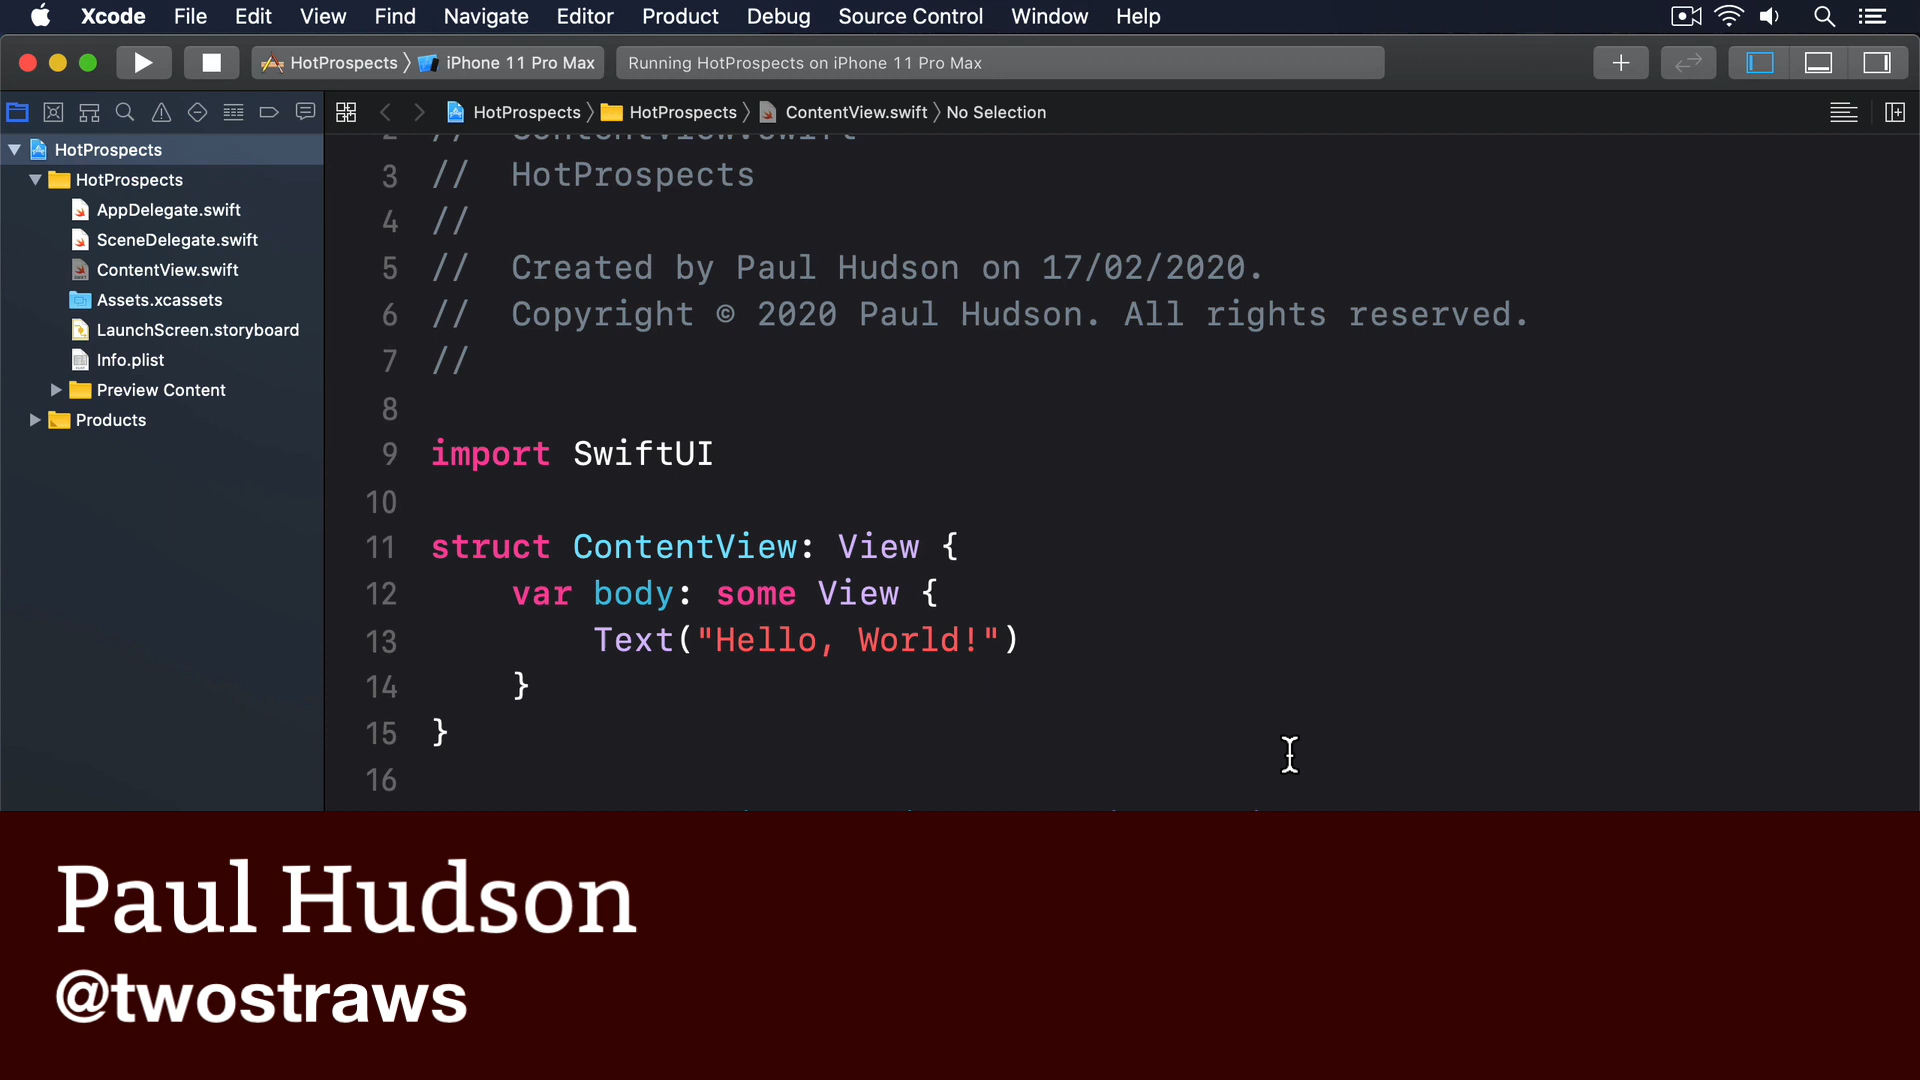 Xcode File Edit View Find Navigate Editor Product Debug Source Control Window Help
HotProspects iPhone 11 Pro Max Running HotProspects on iPhone 11 Pro Max
HotProspects HotProspects ContentView.swift No Selection
HotProspects
HotProspects
AppDelegate.swift
SceneDelegate.swift
ContentView.swift
Assets.xcassets
LaunchScreen.storyboard
Info.plist
Preview Content
Products
2 // ContentView.swift
3 // HotProspects
4 //
5 // Created by Paul Hudson on 17/02/2020.
6 // Copyright © 2020 Paul Hudson. All rights reserved.
7 //
8
9 import SwiftUI
10
11 struct ContentView: View {
12 var body: some View {
13 Text("Hello, World!")
14 }
15 }
16
Paul Hudson
@twostraws